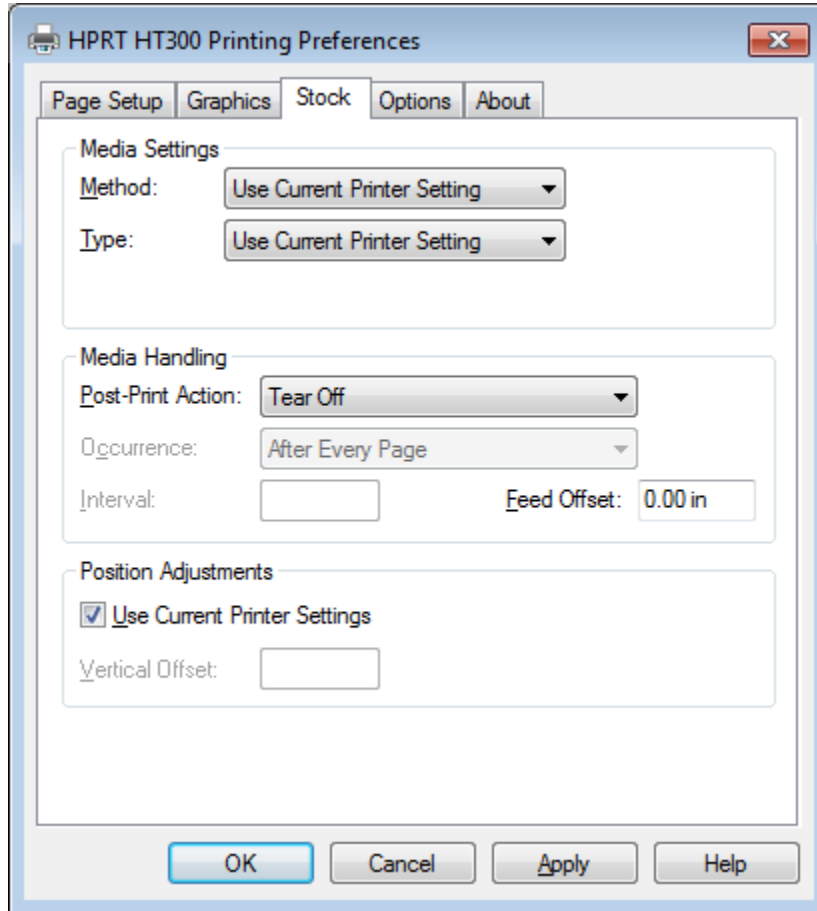 HPRT HT300 Printing Preferences
Page Setup Graphics Stock Options About
Media Settings
Method: Use Current Printer Setting
Type: Use Current Printer Setting
Media Handling
Post-Print Action: Tear Off
Occurrence: After Every Page
Interval: Feed Offset: 0.00 in
Position Adjustments
Use Current Printer Settings
Vertical Offset:
OK Cancel Apply Help